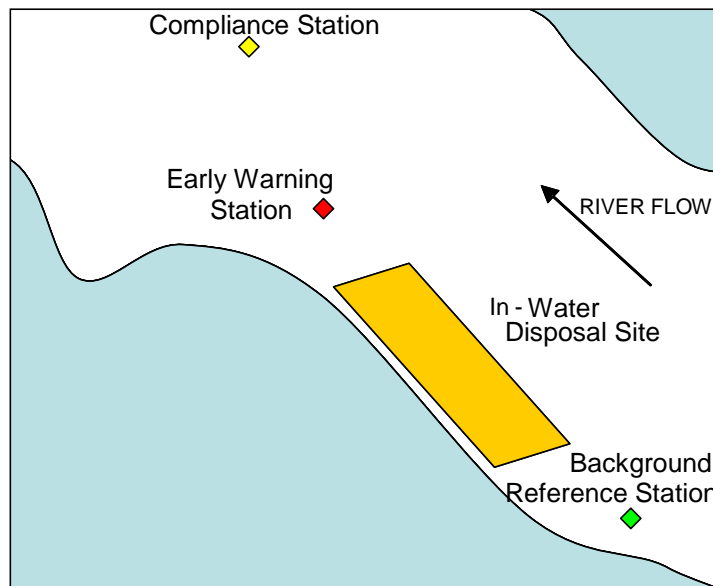 Compliance Station
Early Warning
Station
RIVER FLOW
In - Water
Disposal Site
Background
Reference Station